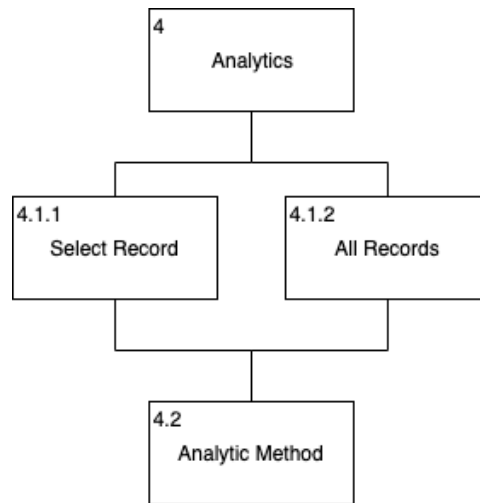 4
Analytics
4.1.1
Select Record
4.1.2
All Records
4.2
Analytic Method